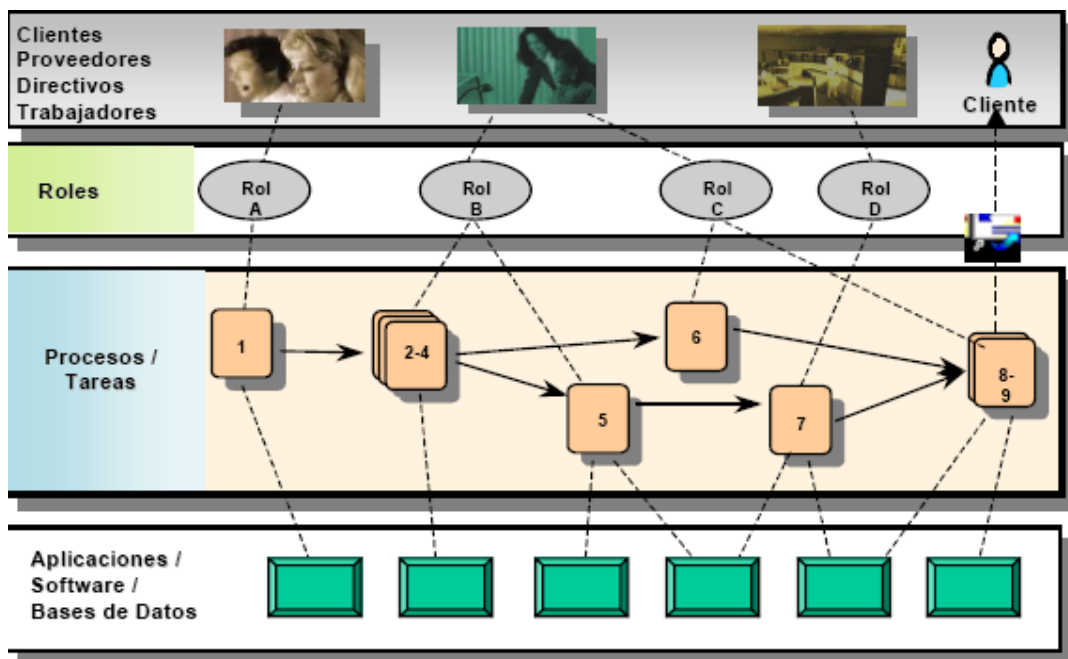 Clientes
Proveedores
Directivos
Trabajadores
Cliente
Roles
Rol
A
Rol
B
Rol
C
Rol
D
Procesos /
Tareas
1
2-4
6
5
7
8-
9
Aplicaciones /
Software /
Bases de Datos